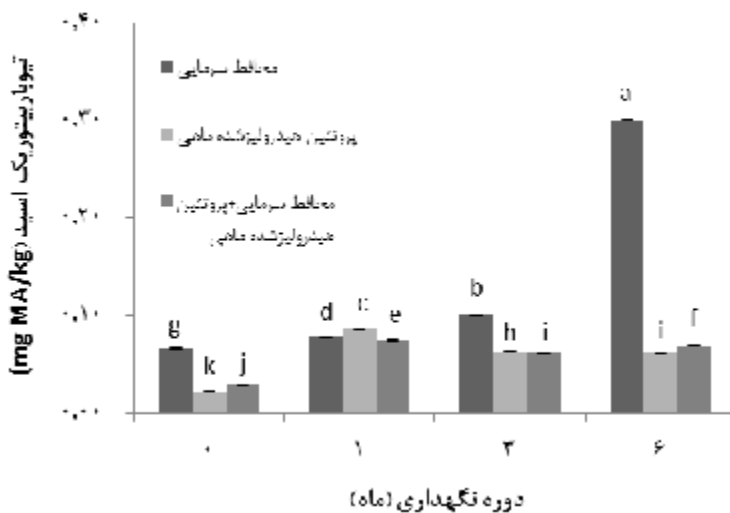 تیوباربیتوریک اسید (mg MA/kg)
۰,۴۰
۰,۳۰
۰,۲۰
۰,۱۰
۰,۰۰
محافظ سرمایی
پروتئین هیدرولیزشده ماهی
محافظ سرمایی+پروتئین
هیدرولیزشده ماهی
g k j
d c e
b h i
a i f
۰ ۱ ۳ ۶
دوره نگهداری (ماه)